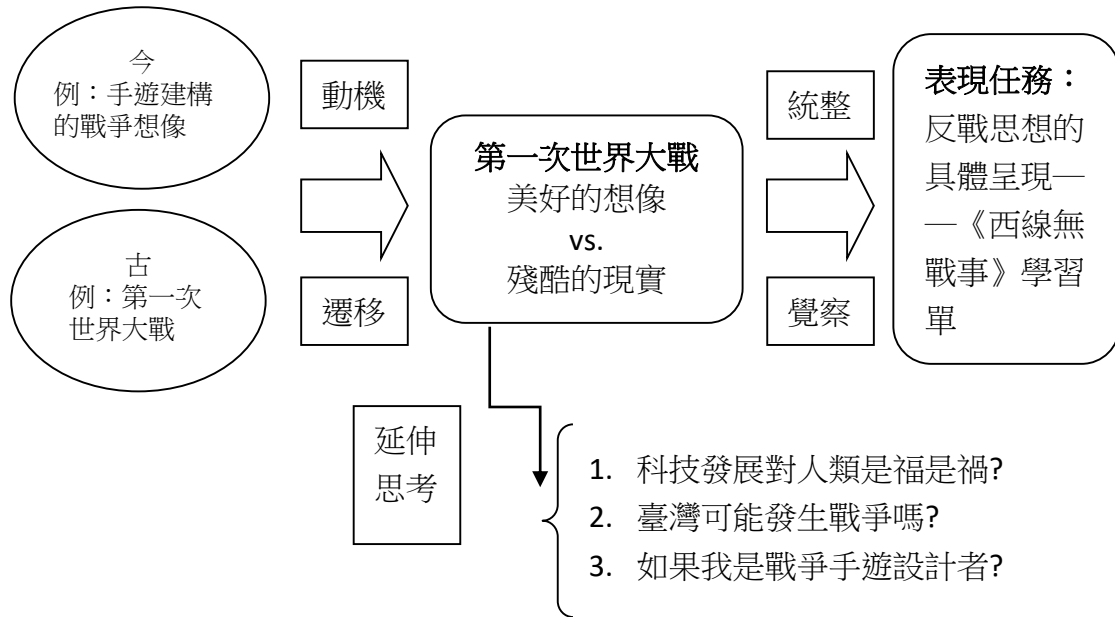 今
例：手遊建構
的戰爭想像
古
例：第一次
世界大戰
動機
遷移
第一次世界大戰
美好的想像
vs.
殘酷的現實
統整
覺察
表現任務：
反戰思想的
具體呈現—
—《西線無
戰事》學習
單
延伸
思考
1. 科技發展對人類是福是禍?
2. 臺灣可能發生戰爭嗎?
3. 如果我是戰爭手遊設計者?